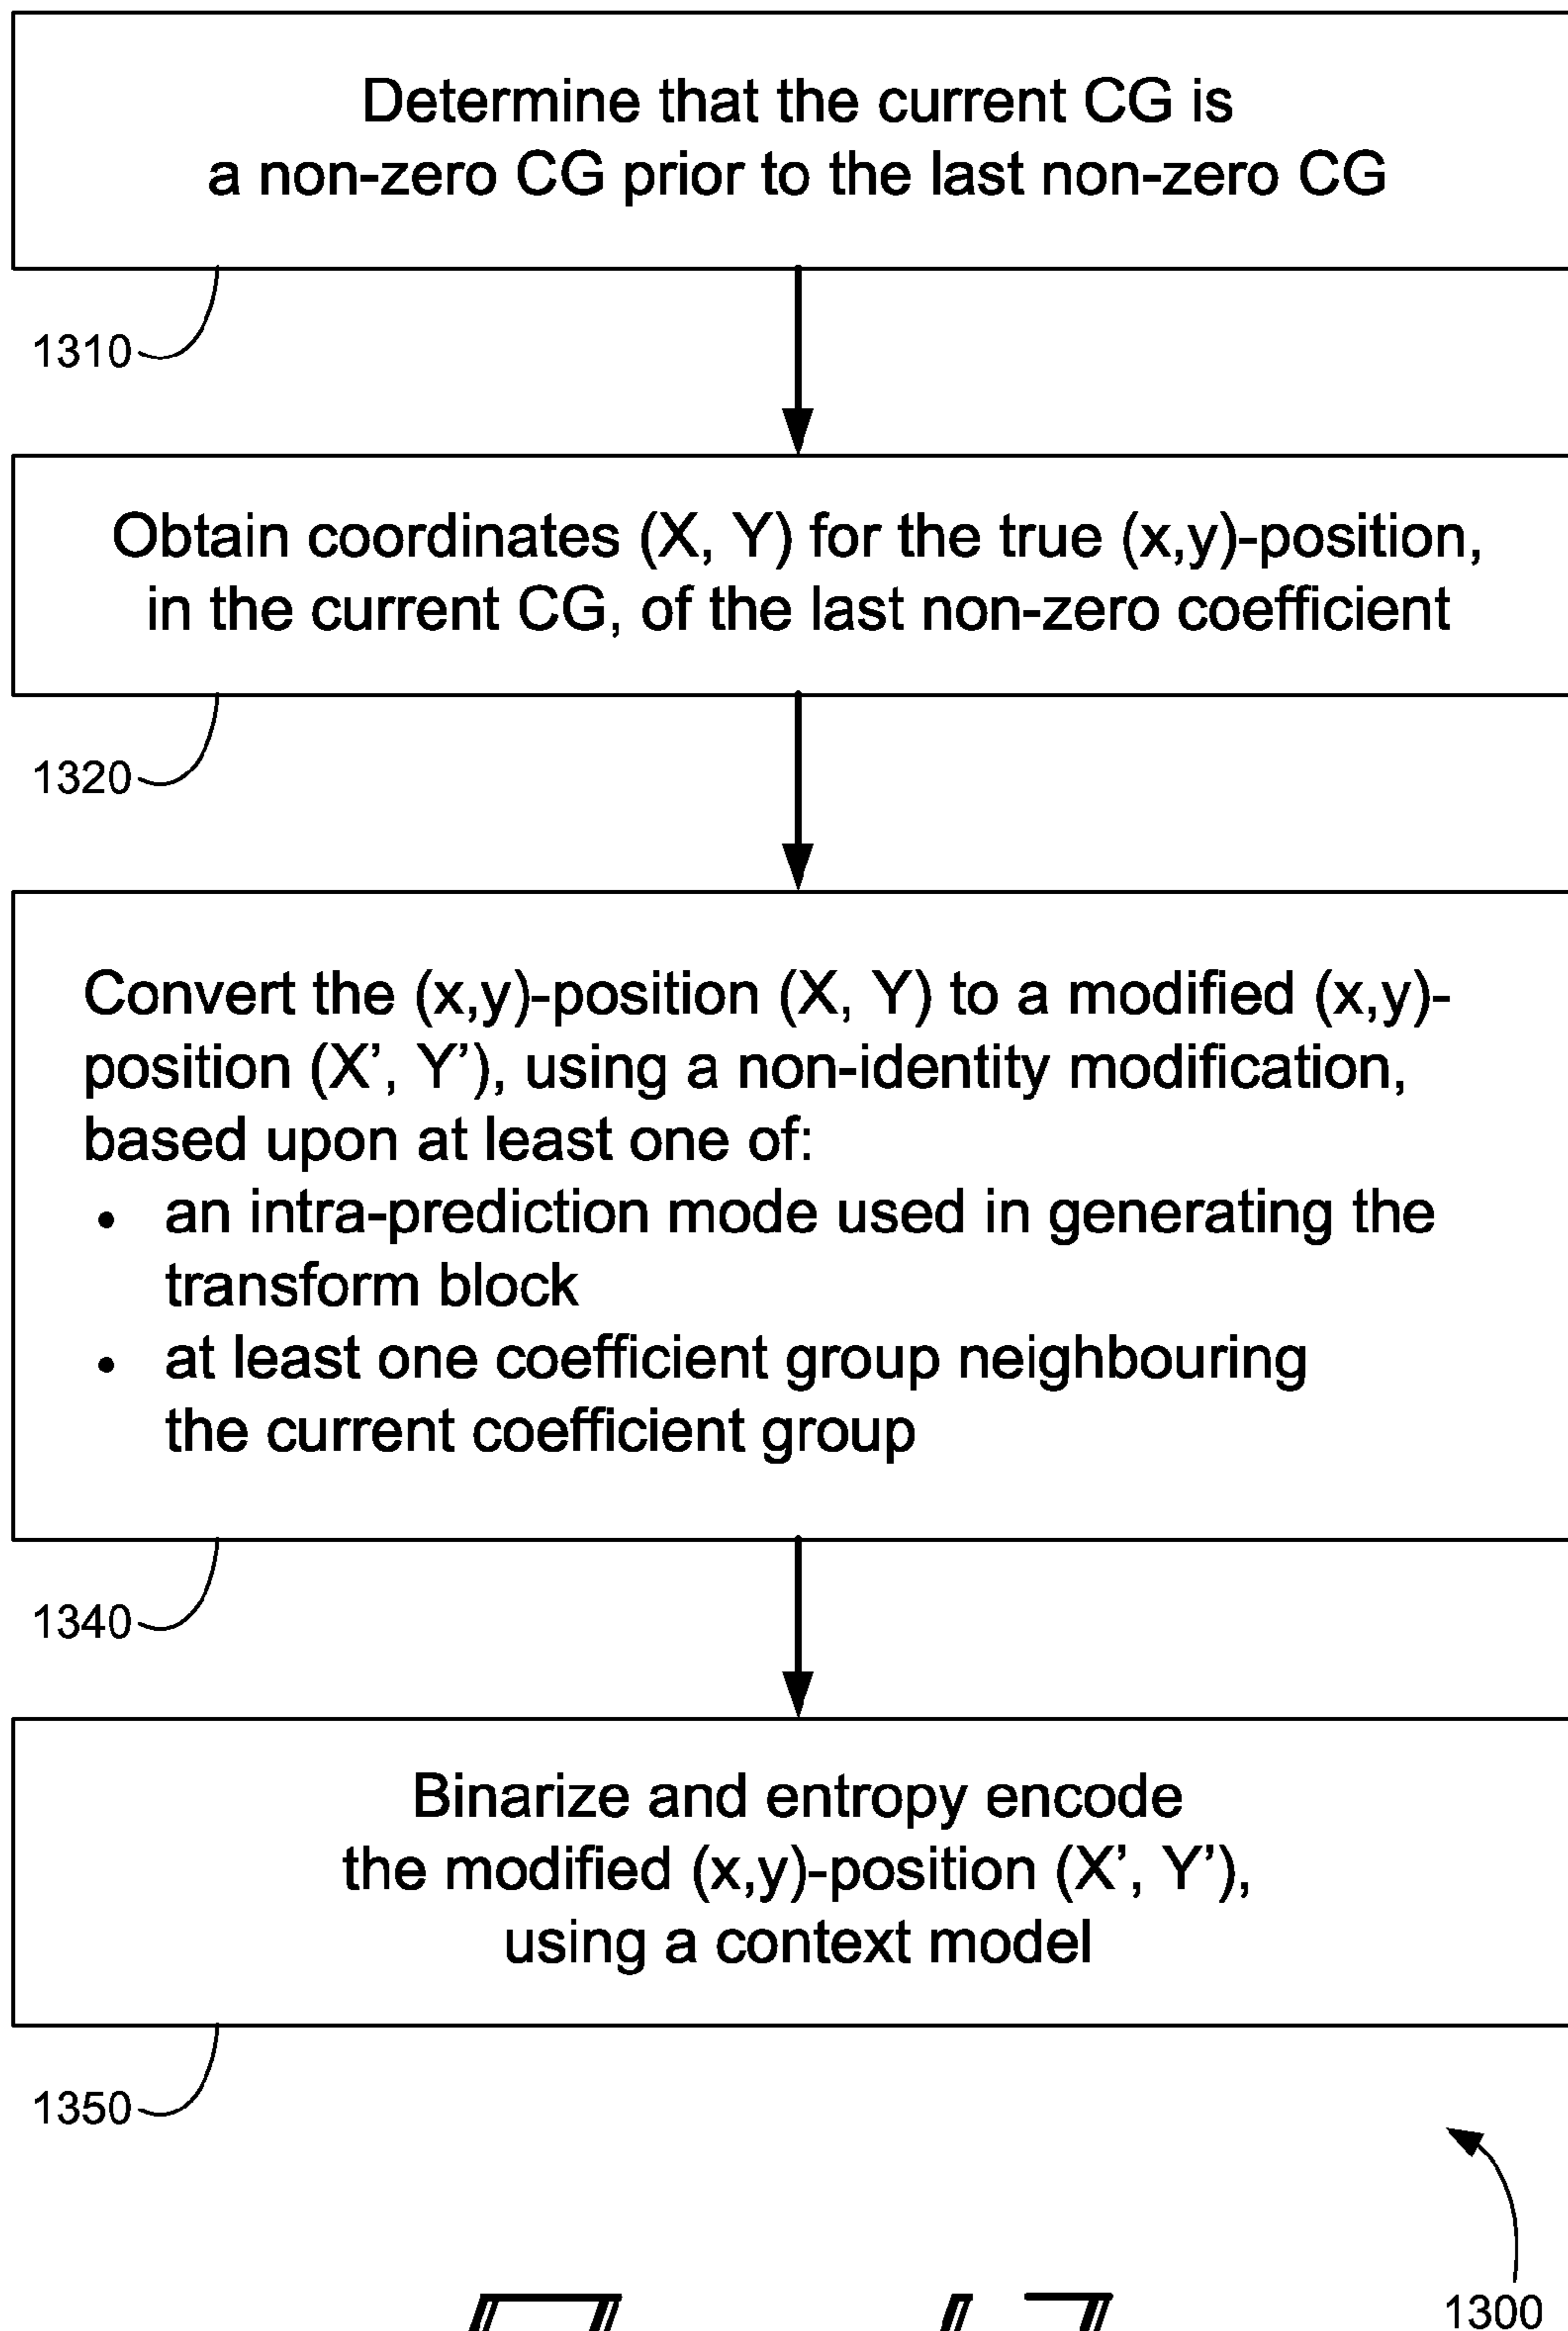 Determine that the current CG is
a non-zero CG prior to the last non-zero CG
1310
Obtain coordinates (X, Y) for the true (x,y)-position,
in the current CG, of the last non-zero coefficient
1320
Convert the (x,y)-position (X, Y) to a modified (x,y)-
position (X’, Y’), using a non-identity modification,
based upon at least one of:
• an intra-prediction mode used in generating the
transform block
• at least one coefficient group neighbouring
the current coefficient group
1340
Binarize and entropy encode
the modified (x,y)-position (X’, Y’),
using a context model
1350
1300